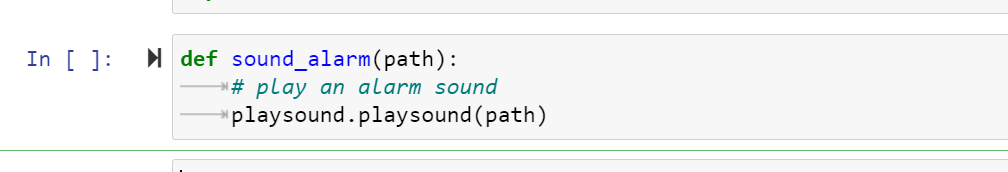 In [ ]:
def sound_alarm(path):
# play an alarm sound
playsound.playsound(path)